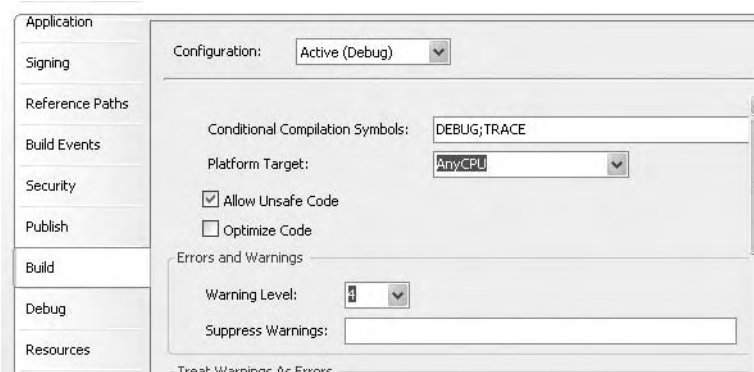 Application
Signing
Reference Paths
Build Events
Security
Publish
Build
Debug
Resources
Configuration: Active (Debug)
Conditional Compilation Symbols: DEBUG;TRACE
Platform Target: AnyCPU
Allow Unsafe Code
Optimize Code
Errors and Warnings
Warning Level: 4
Suppress Warnings:
Treat Warnings As Errors